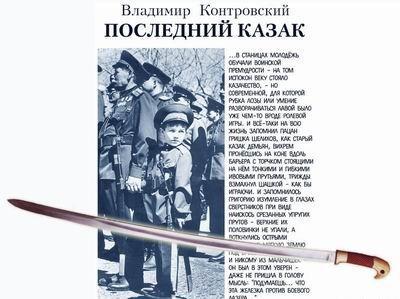 Владимир Контровский
ПОСЛЕДНИЙ КАЗАК
...В СТАНИЦАХ МОЛОДЁЖЬ
ОБУЧАЛИ ВОИНСКОЙ
ПРЕМУДРОСТИ – НА ТОМ
ИСПОКОН ВЕКУ СТОЯЛО
КАЗАЧЕСТВО, – НО
СОВРЕМЕННОЙ, ДЛЯ КОТОРОЙ
РУБКА ЛОЗЫ ИЛИ УМЕНИЕ
РАЗВОРАЧИВАТЬСЯ ЛАВОЙ БЫЛО
УЖЕ ЧЕМ-ТО ВРОДЕ РОЛЕВОЙ
ИГРЫ. И ВСЁ-ТАКИ НА ВСЮ
ЖИЗНЬ ЗАПОМНИЛ ПАЦАН
ГРИШКА ШЕЛИХОВ, КАК СТАРЫЙ
КАЗАК ДЕМЬЯН, ВИХРЕМ
ПРОНЁСШИСЬ НА КОНЕ ВДОЛЬ
БАРЬЕРА С ТОРЧКОМ СТОЯЩИМИ
НА НЁМ ТОНКИМИ И ГИБКИМИ
ИВОВЫМИ ПРУТЬЯМИ, ТРИЖДЫ
ВЗМАХНУЛ ШАШКОЙ – КАК БЫ
ИГРАЮЧИ. И ЗАПОМНИЛОСЬ
ГРИГОРИЮ ИЗУМЛЕНИЕ В ГЛАЗАХ
СВЕРСТНИКОВ ПРИ ВИДЕ
НАИСКОСЬ СРЕЗАННЫХ УПРУГИХ
ПРУТОВ – ВЕРХНИЕ ИХ
ПОЛОВИНКИ НЕ УПАЛИ, А
ВОТКНУЛИСЬ ОСТРЫМИ
ЗЕМЛЮ
И НИКОМУ ИЗ МАЛЬЧИШЕК
ОН БЫЛ В ЭТОМ УВЕРЕН –
ДАЖЕ НЕ ПРИШЛА В ГОЛОВУ
МЫСЛЬ: "ПОДУМАЕШЬ... ЧТО
ЭТА ЖЕЛЕЗКА ПРОТИВ БОЕВОГО
ЛАЗЕРА..."